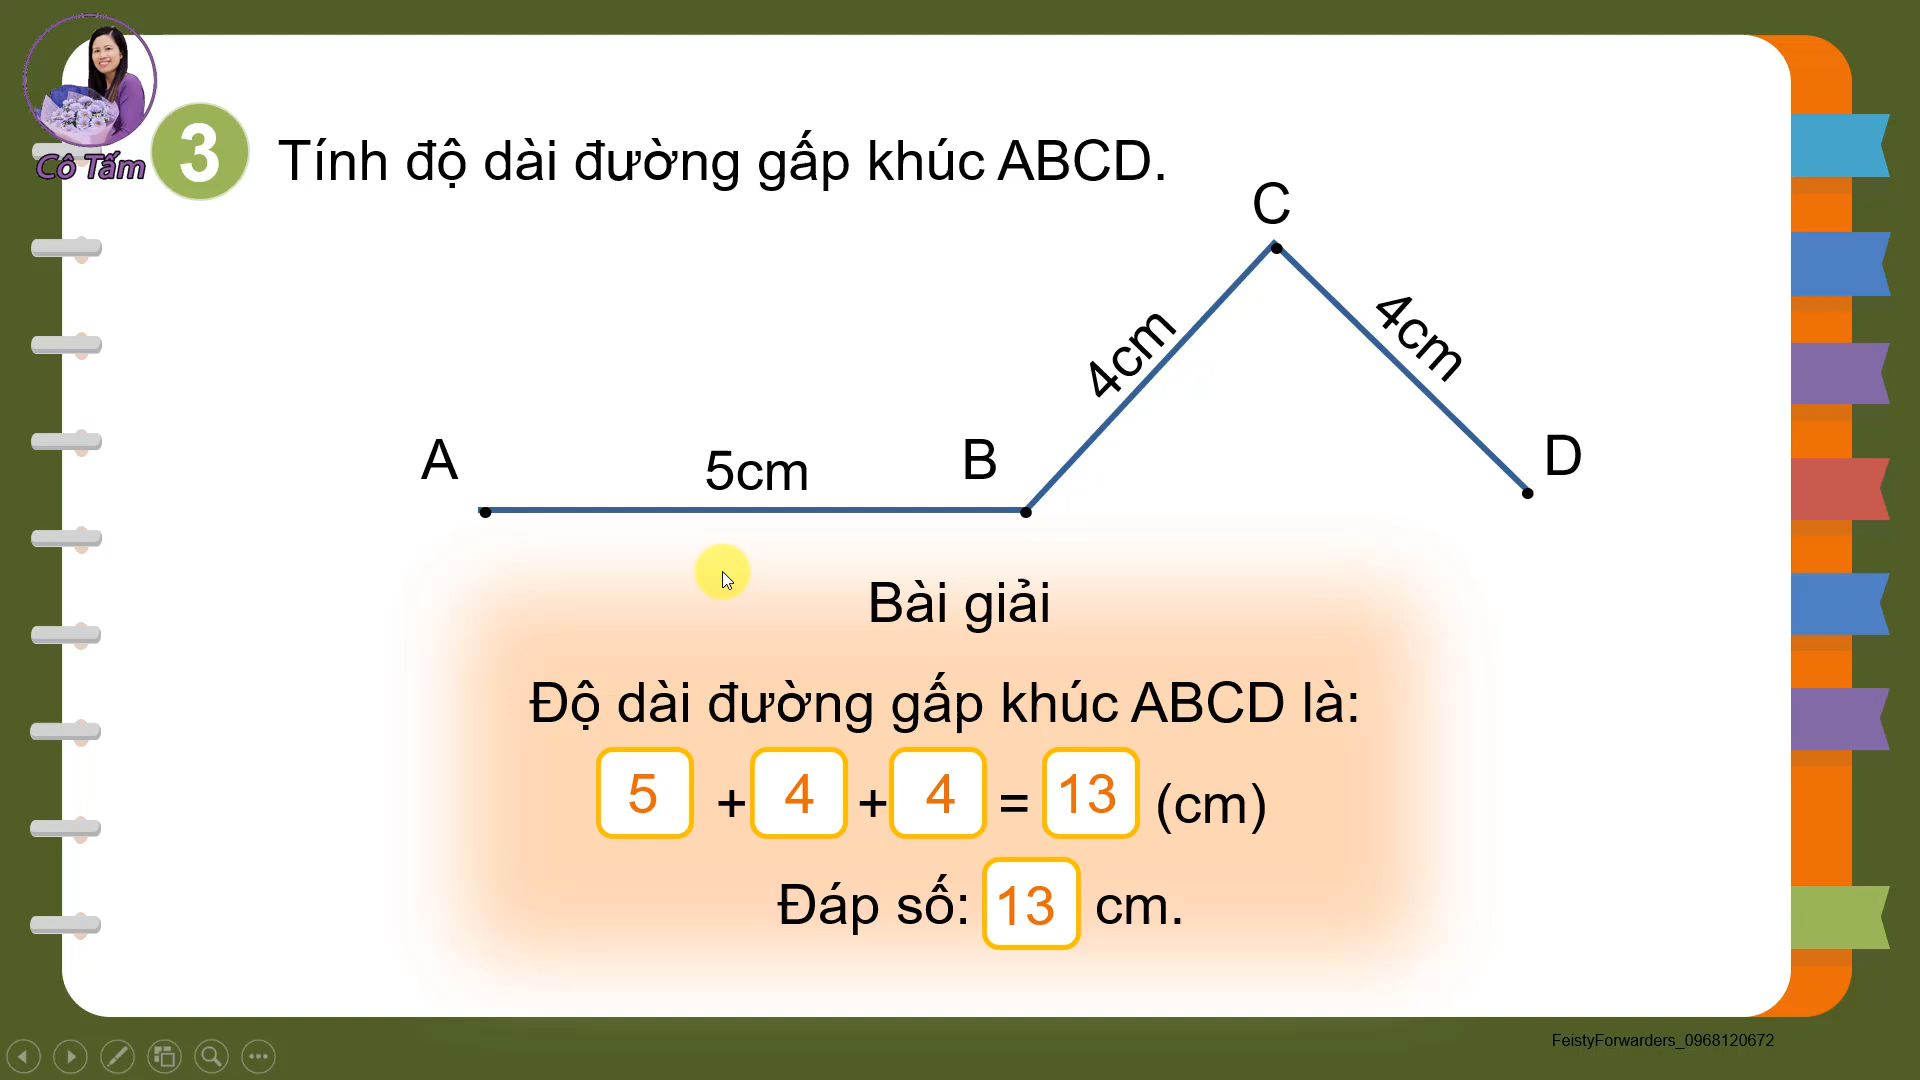 Cô Tấm
3 Tính độ dài đường gấp khúc ABCD.
C
4cm
4cm
A
5cm
B
D
Bài giải
Độ dài đường gấp khúc ABCD là:
5 + 4 + 4 = 13 (cm)
Đáp số: 13 cm.
FeistyForwarders_0968120672